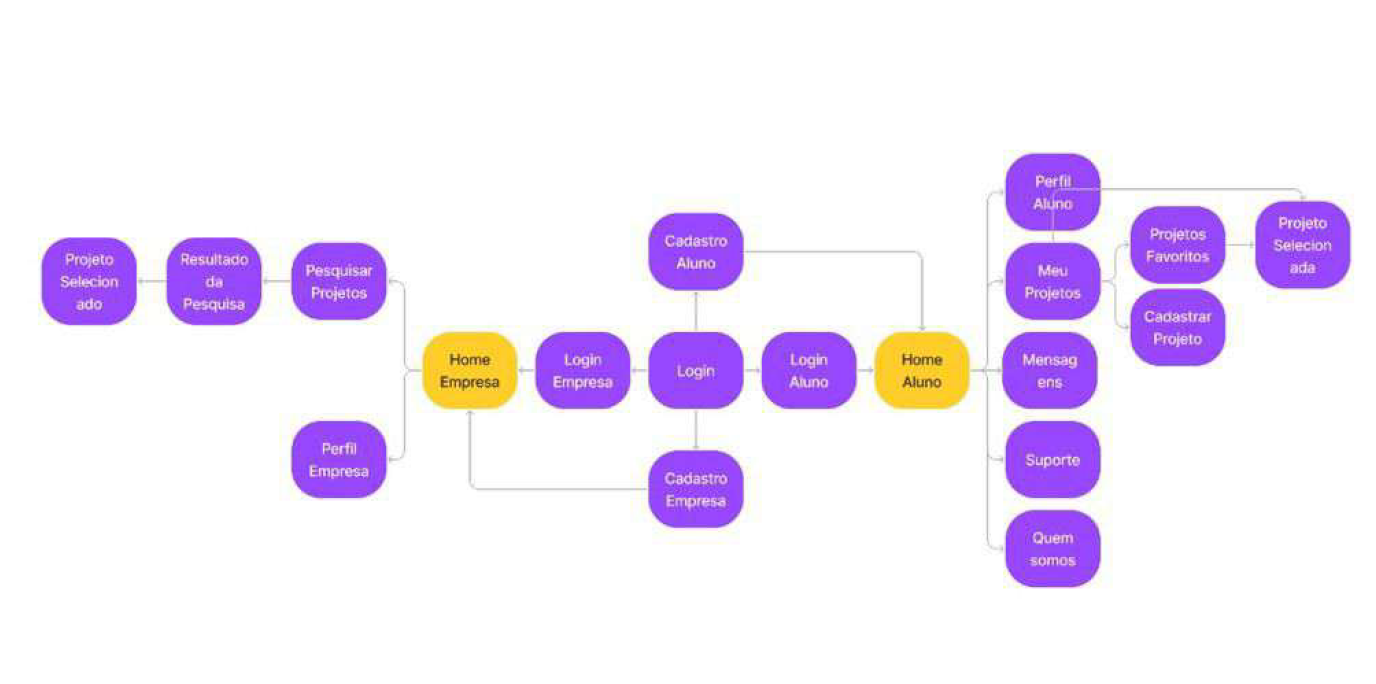 Projeto
Selecion
ado
Resultado
da
Pesquisa
Pesquisar
Projetos
Perfil
Empresa
Home
Empresa
Login
Empresa
Cadastro
Aluno
Login
Cadastro
Empresa
Login
Aluno
Home
Aluno
Perfil
Aluno
Meu
Projetos
Mensag
ens
Suporte
Quem
somos
Projetos
Favoritos
Cadastrar
Projeto
Projeto
Selecion
ada